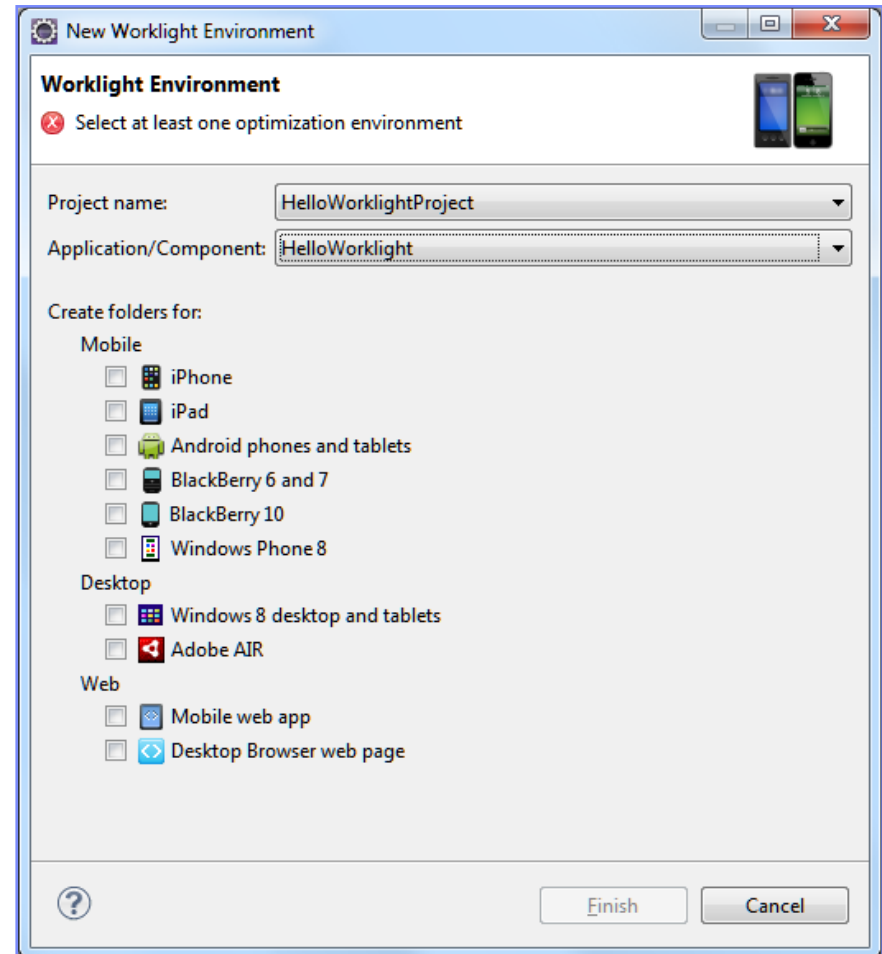 New Worklight Environment
Worklight Environment
Select at least one optimization environment
Project name: HelloWorklightProject
Application/Component: HelloWorklight
Create folders for:
Mobile
iPhone
iPad
Android phones and tablets
BlackBerry 6 and 7
BlackBerry 10
Windows Phone 8
Desktop
Windows 8 desktop and tablets
Adobe AIR
Web
Mobile web app
Desktop Browser web page
? Finish Cancel